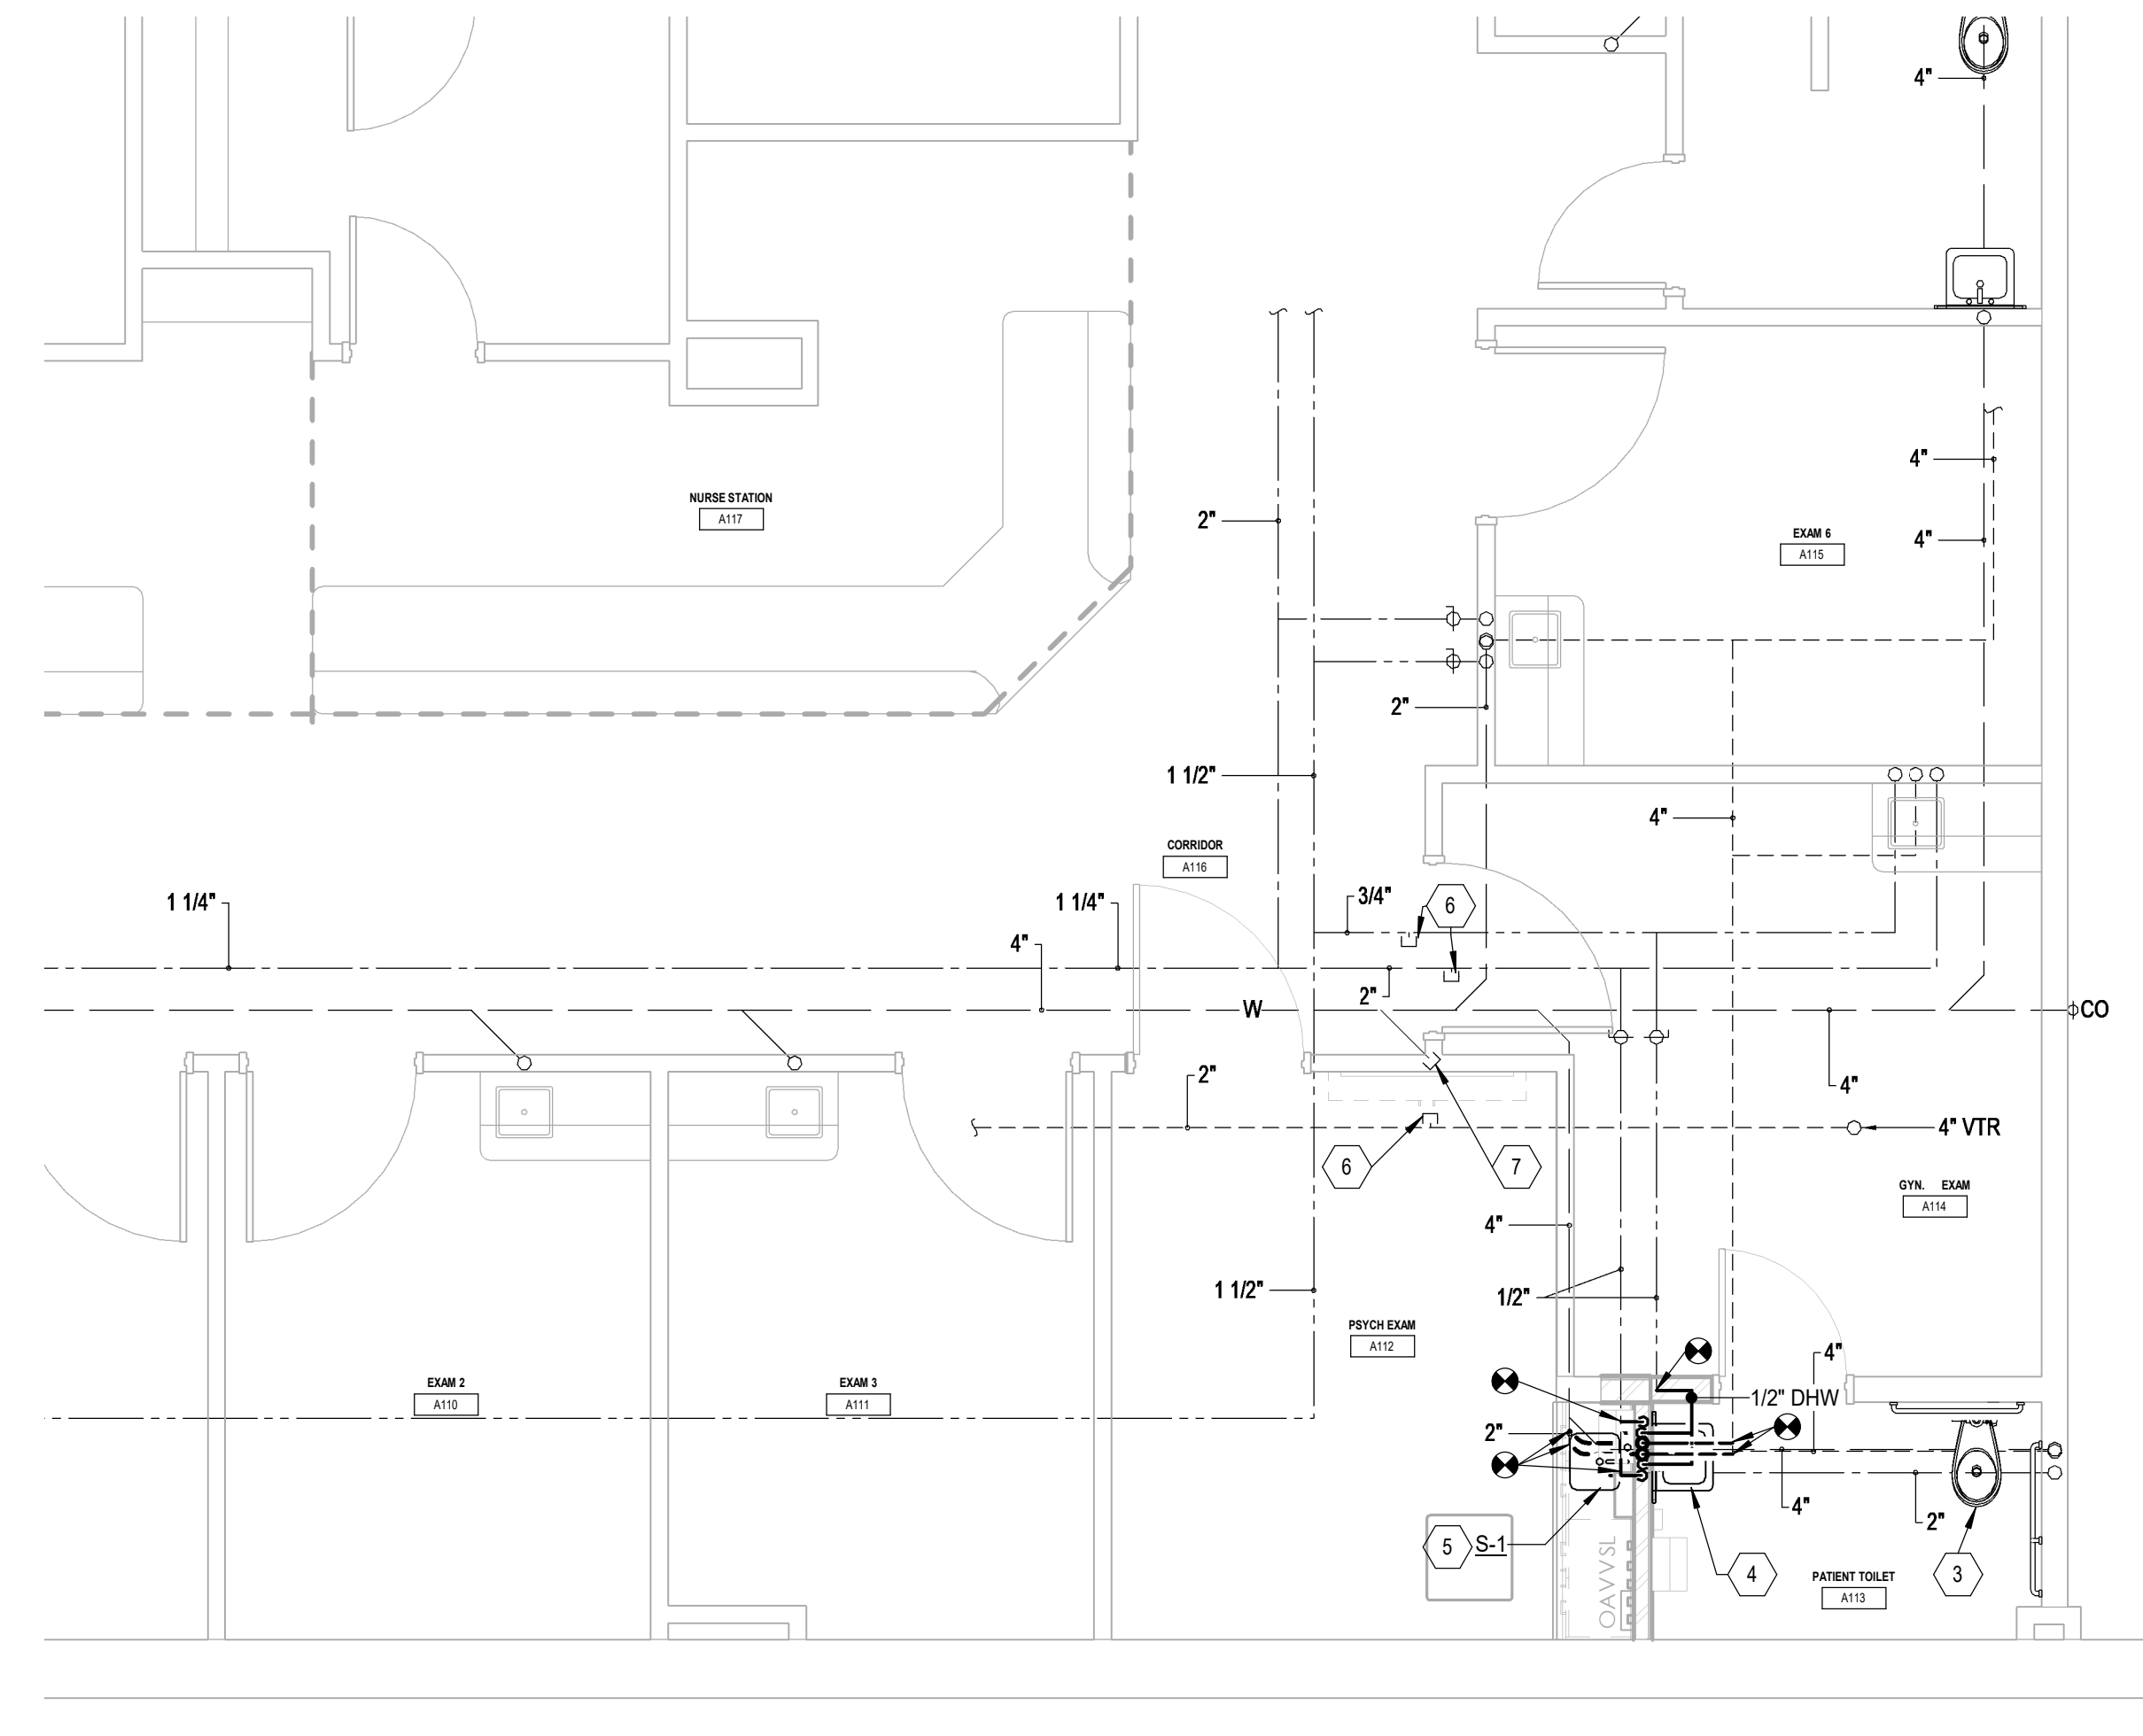 4"
4"
NURSE STATION
A117
2"
EXAM 6
A115
4"
2"
1 1/2"
4"
CORRIDOR
A116
1 1/4"
1 1/4"
3/4"
6
4"
2"
W
CO
2"
4"
4" VTR
6
7
GYN. EXAM
A114
4"
1 1/2"
1/2"
PSYCH EXAM
A112
4"
EXAM 2
A110
EXAM 3
A111
1/2" DHW
2"
4"
2"
5
S-1
OAVVSL
4
3
PATIENT TOILET
A113